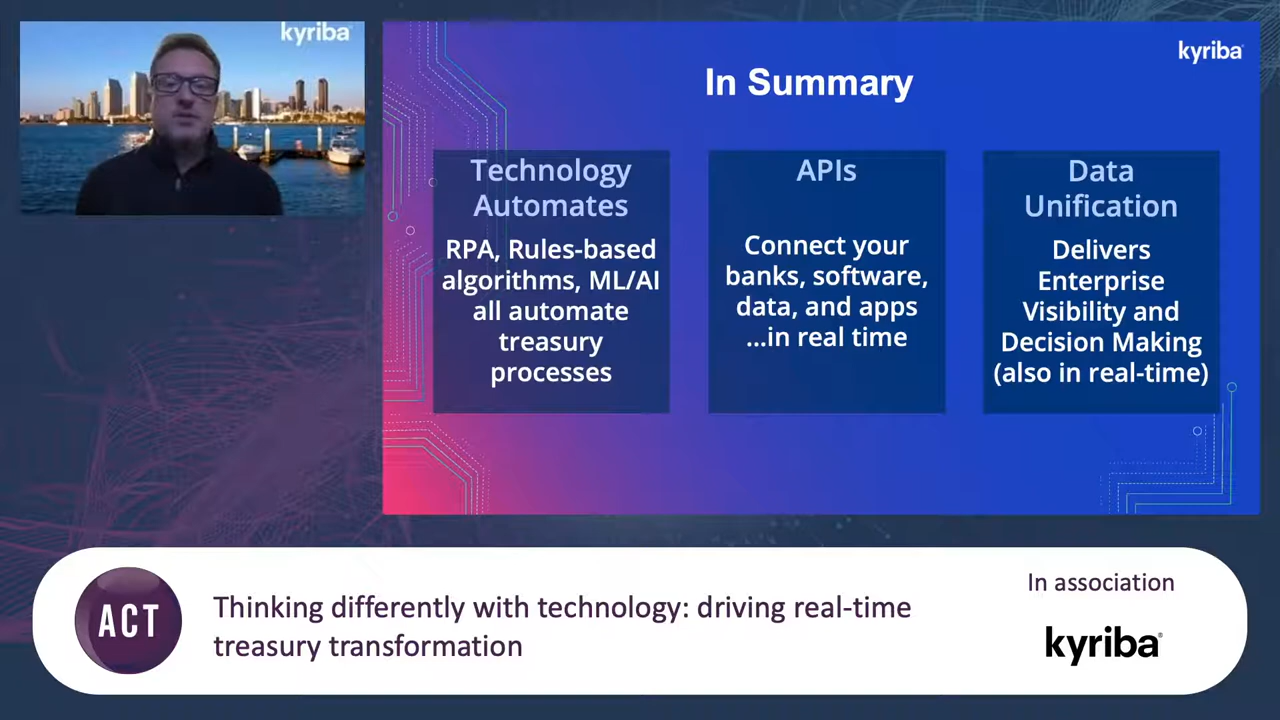 kyriba
kyriba
In Summary
Technology
Automates
RPA, Rules-based
algorithms, ML/AI
all automate
treasury
processes
APIs
Connect your
banks, software,
data, and apps
...in real time
Data
Unification
Delivers
Enterprise
Visibility and
Decision Making
(also in real-time)
ACT
Thinking differently with technology: driving real-time
treasury transformation
In association
kyriba